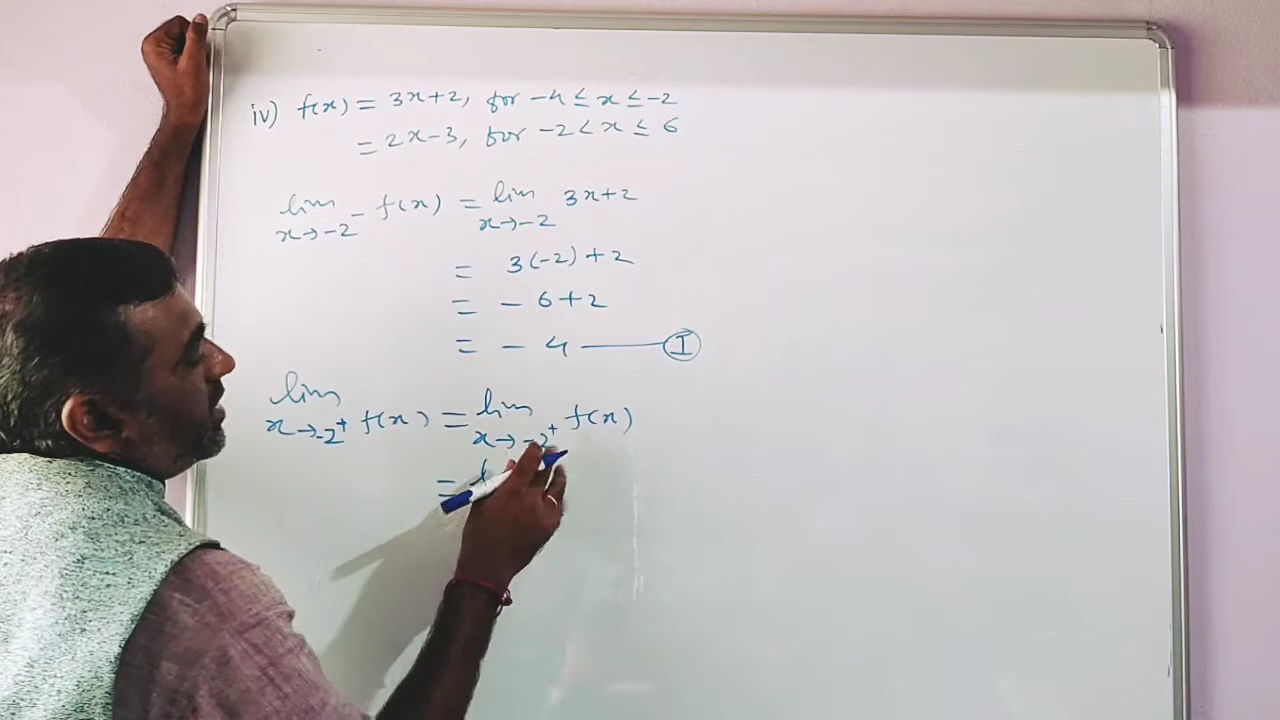 iv) f(x) = 3x+2, for -4 ≤ x ≤ -2
= 2x-3, for -2 < x ≤ 6
lim x→-2⁻ f(x) = lim x→-2 3x+2
= 3(-2)+2
= - 6+2
= - 4 —— I
lim x→-2⁺ f(x) = lim x→-2⁺ f(x)
=